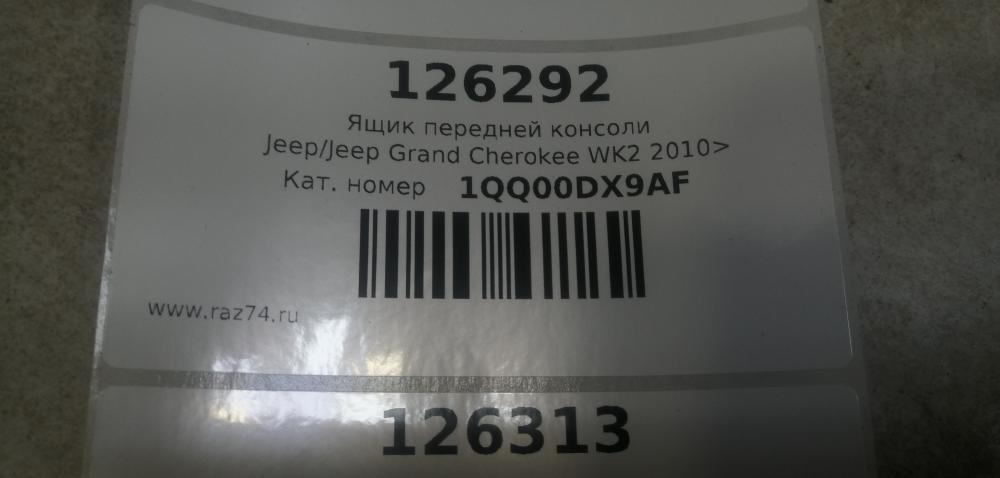 126292
Ящик передней консоли
Jeep/Jeep Grand Cherokee WK2 2010>
Кат. номер 1QQ00DX9AF
www.raz74.ru
126313